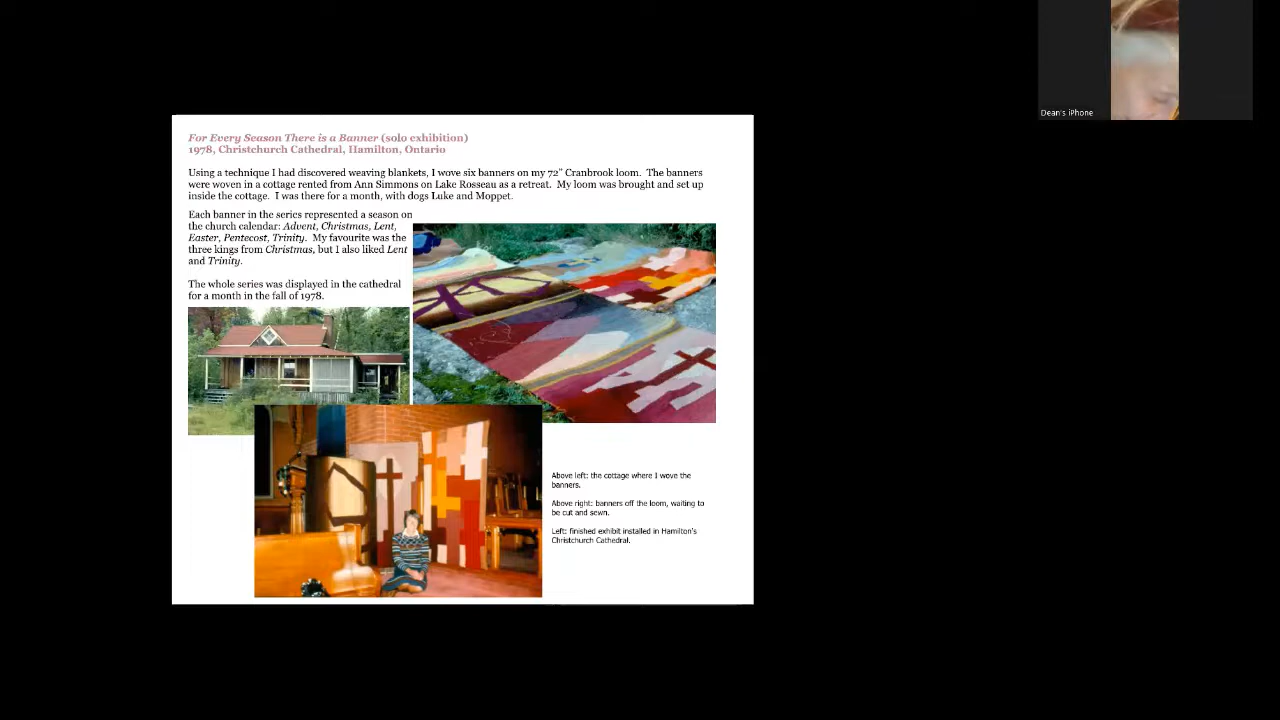 For Every Season There is a Banner (solo exhibition)
1978, Christchurch Cathedral, Hamilton, Ontario
Using a technique I had discovered weaving blankets, I wove six banners on my 72" Cranbrook loom.  The banners
were woven in a cottage rented from Ann Simmons on Lake Rosseau as a retreat.  My loom was brought and set up
inside the cottage.  I was there for a month, with dogs Luke and Moppet.
Each banner in the series represented a season on
the church calendar: Advent, Christmas, Lent,
Easter, Pentecost, Trinity.  My favourite was the
three kings from Christmas, but I also liked Lent
and Trinity.
The whole series was displayed in the cathedral
for a month in the fall of 1978.
Above left: the cottage where I wove the
banners.
Above right: banners off the loom, waiting to
be cut and sewn.
Left: finished exhibit installed in Hamilton's
Christchurch Cathedral.
Dean's iPhone